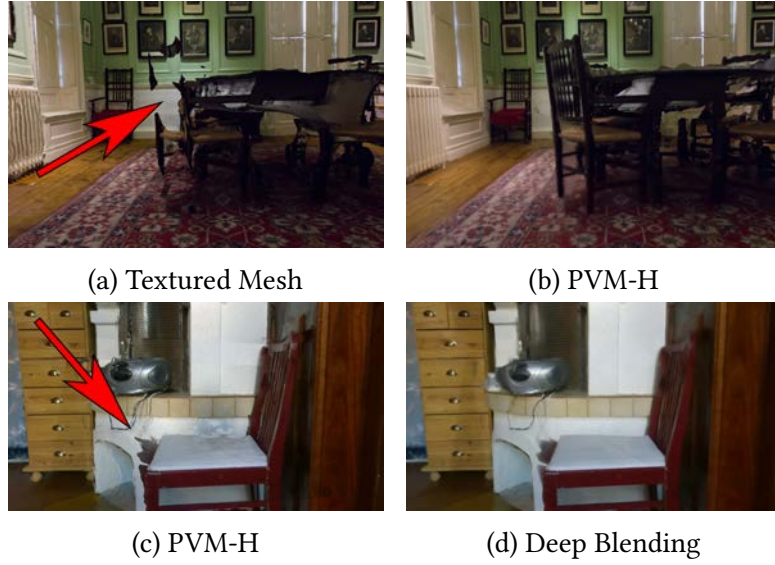 (a) Textured Mesh
(b) PVM-H
(c) PVM-H
(d) Deep Blending